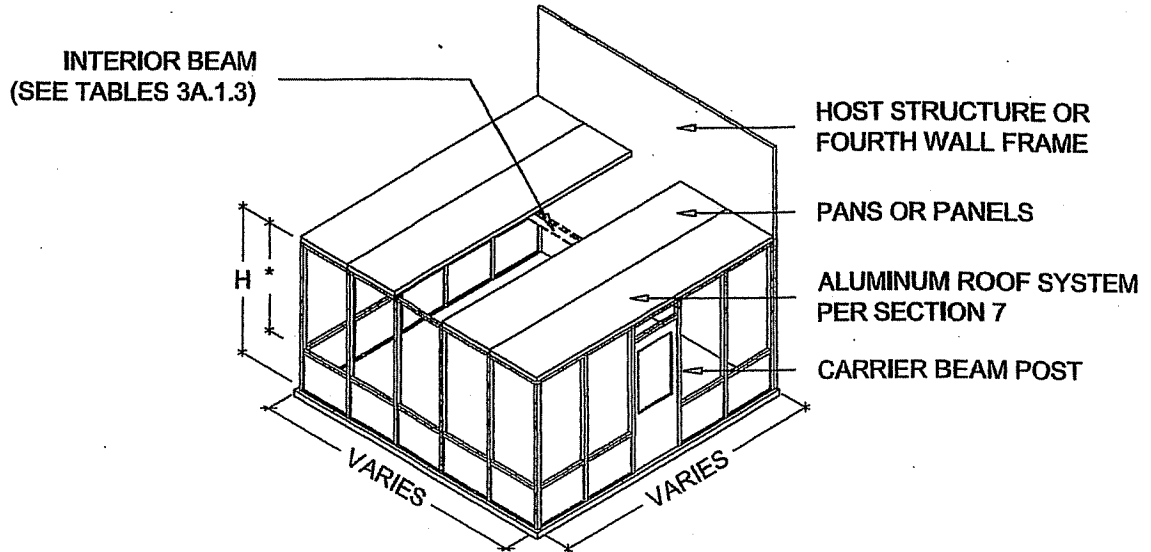 INTERIOR BEAM
(SEE TABLES 3A.1.3)
HOST STRUCTURE OR
FOURTH WALL FRAME
PANS OR PANELS
ALUMINUM ROOF SYSTEM
PER SECTION 7
CARRIER BEAM POST
H
*
VARIES
VARIES